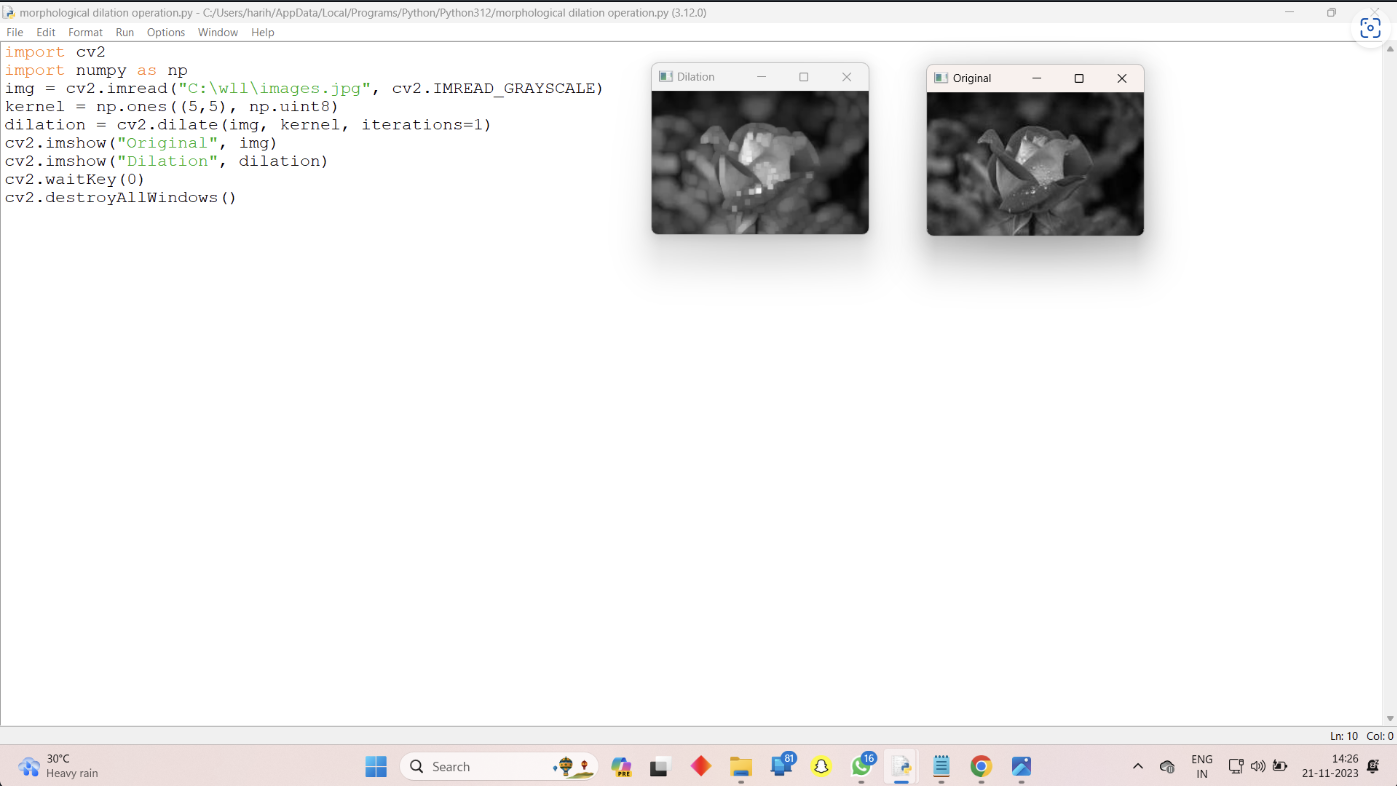 morphological dilation operation.py - C:/Users/harih/AppData/Local/Programs/Python/Python312/morphological dilation operation.py (3.12.0)
File Edit Format Run Options Window Help
import cv2
import numpy as np
img = cv2.imread("C:\wll\images.jpg", cv2.IMREAD_GRAYSCALE)
kernel = np.ones((5,5), np.uint8)
dilation = cv2.dilate(img, kernel, iterations=1)
cv2.imshow("Original", img)
cv2.imshow("Dilation", dilation)
cv2.waitKey(0)
cv2.destroyAllWindows()
Dilation
Original
Ln: 10 Col: 0
30°C
Heavy rain
Search
PRE
81
16
ENG
IN
14:26
21-11-2023